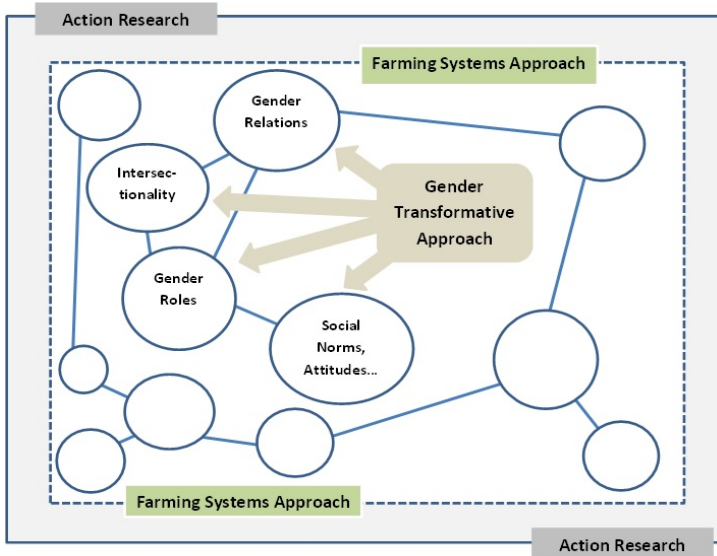 Action Research
Farming Systems Approach
Gender
Relations
Intersec-
tionality
Gender
Transformative
Approach
Gender
Roles
Social
Norms,
Attitudes...
Farming Systems Approach
Action Research